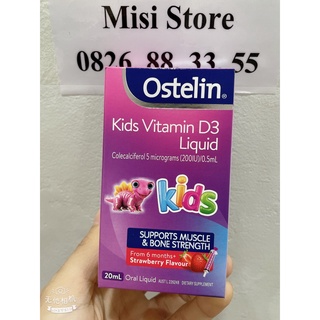 Misi Store
0826.88.33.55
Ostelin®
Kids Vitamin D3
Liquid
Colecalciferol 5 micrograms (200IU)/0.5mL
kids
SUPPORTS MUSCLE
& BONE STRENGTH
From 6 months+
Strawberry Flavour
20mL Oral Liquid
DIETARY SUPPLEMENT